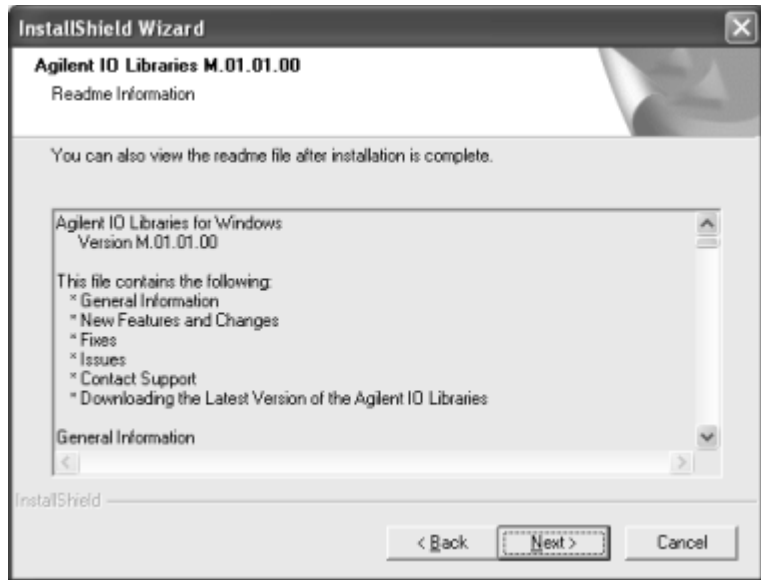 InstallShield Wizard
Agilent IO Libraries M.01.01.00
Readme Information
You can also view the readme file after installation is complete.
Agilent IO Libraries for Windows
Version M.01.01.00
This file contains the following:
* General Information
* New Features and Changes
* Fixes
* Issues
* Contact Support
* Downloading the Latest Version of the Agilent IO Libraries
General Information
InstallShield
< Back Next > Cancel